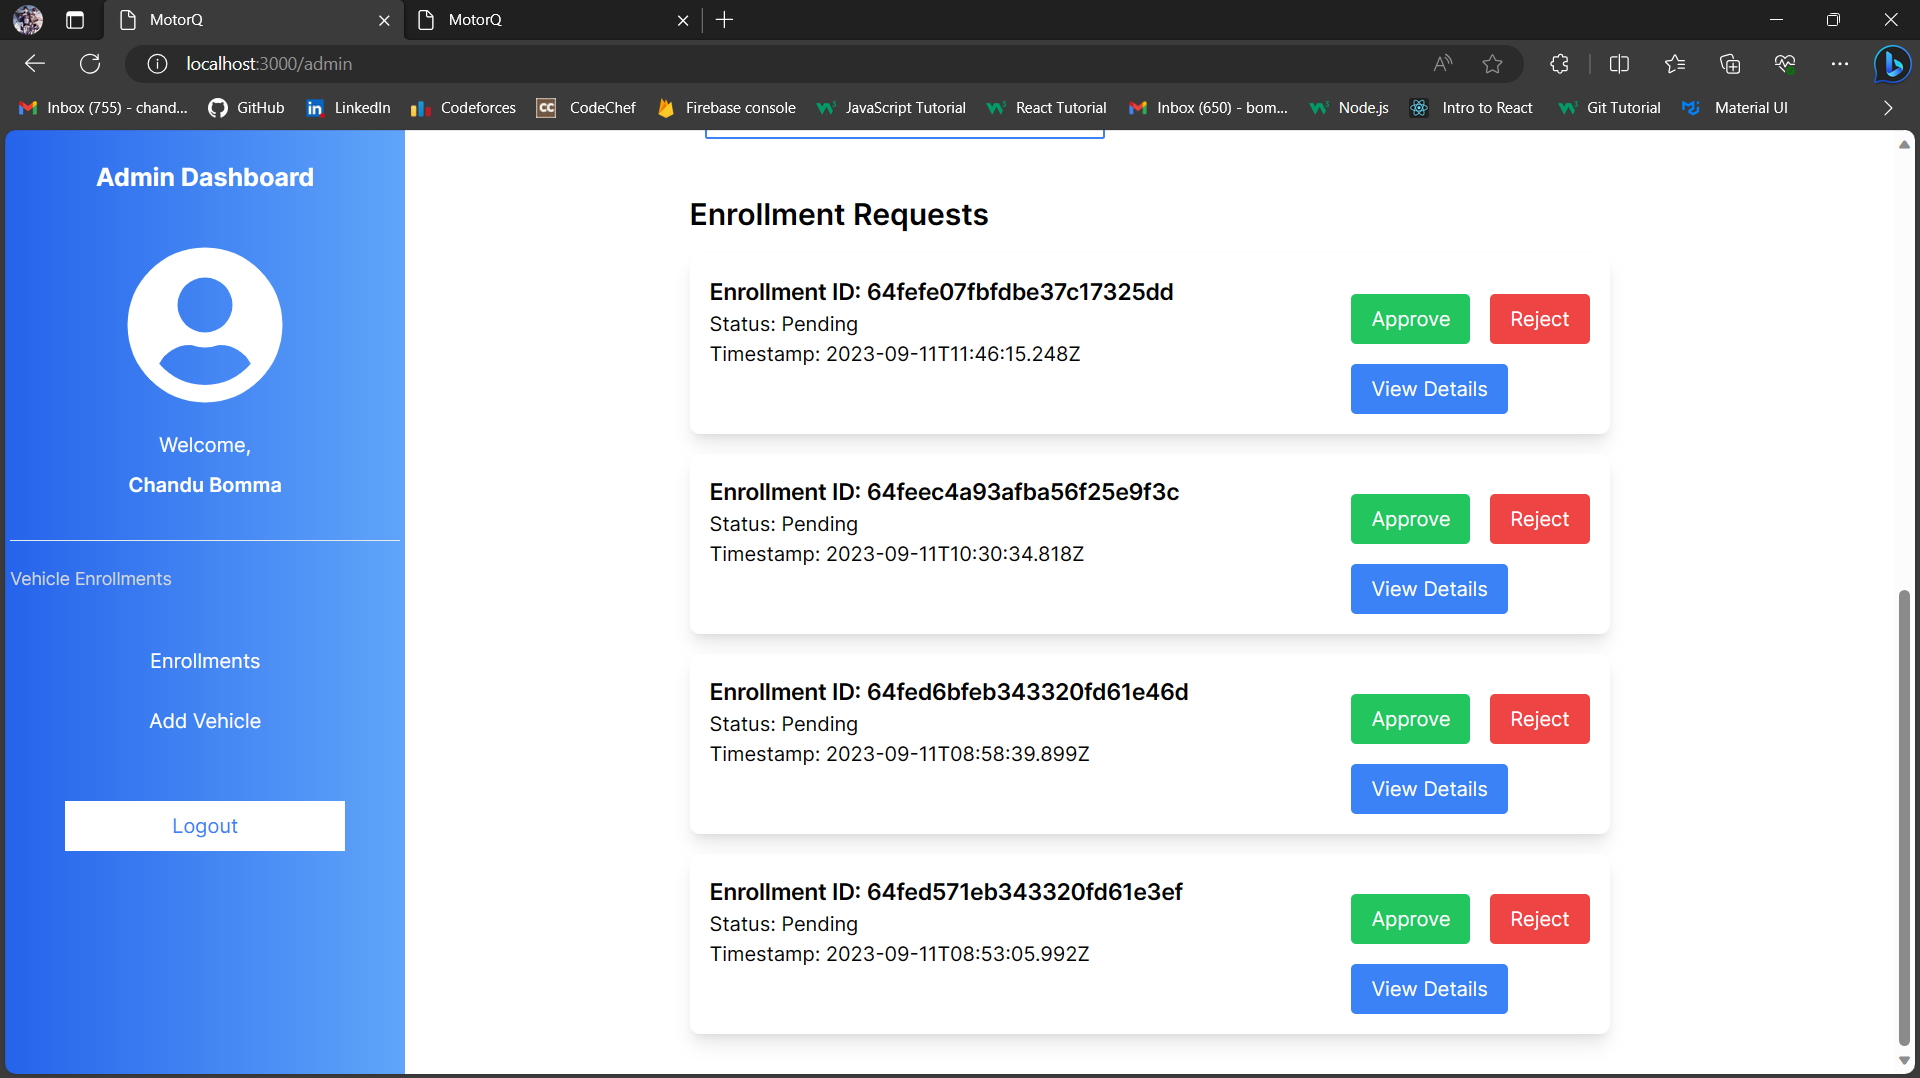 MotorQ
MotorQ
localhost:3000/admin
Inbox (755) - chand...
GitHub
LinkedIn
Codeforces
CC CodeChef
Firebase console
JavaScript Tutorial
React Tutorial
Inbox (650) - bom...
Node.js
Intro to React
Git Tutorial
Material UI
Admin Dashboard
Welcome,
Chandu Bomma
Vehicle Enrollments
Enrollments
Add Vehicle
Logout
Enrollment Requests
Enrollment ID: 64fefe07fbfdbe37c17325dd
Status: Pending
Timestamp: 2023-09-11T11:46:15.248Z
Approve
Reject
View Details
Enrollment ID: 64feec4a93afba56f25e9f3c
Status: Pending
Timestamp: 2023-09-11T10:30:34.818Z
Approve
Reject
View Details
Enrollment ID: 64fed6bfeb343320fd61e46d
Status: Pending
Timestamp: 2023-09-11T08:58:39.899Z
Approve
Reject
View Details
Enrollment ID: 64fed571eb343320fd61e3ef
Status: Pending
Timestamp: 2023-09-11T08:53:05.992Z
Approve
Reject
View Details